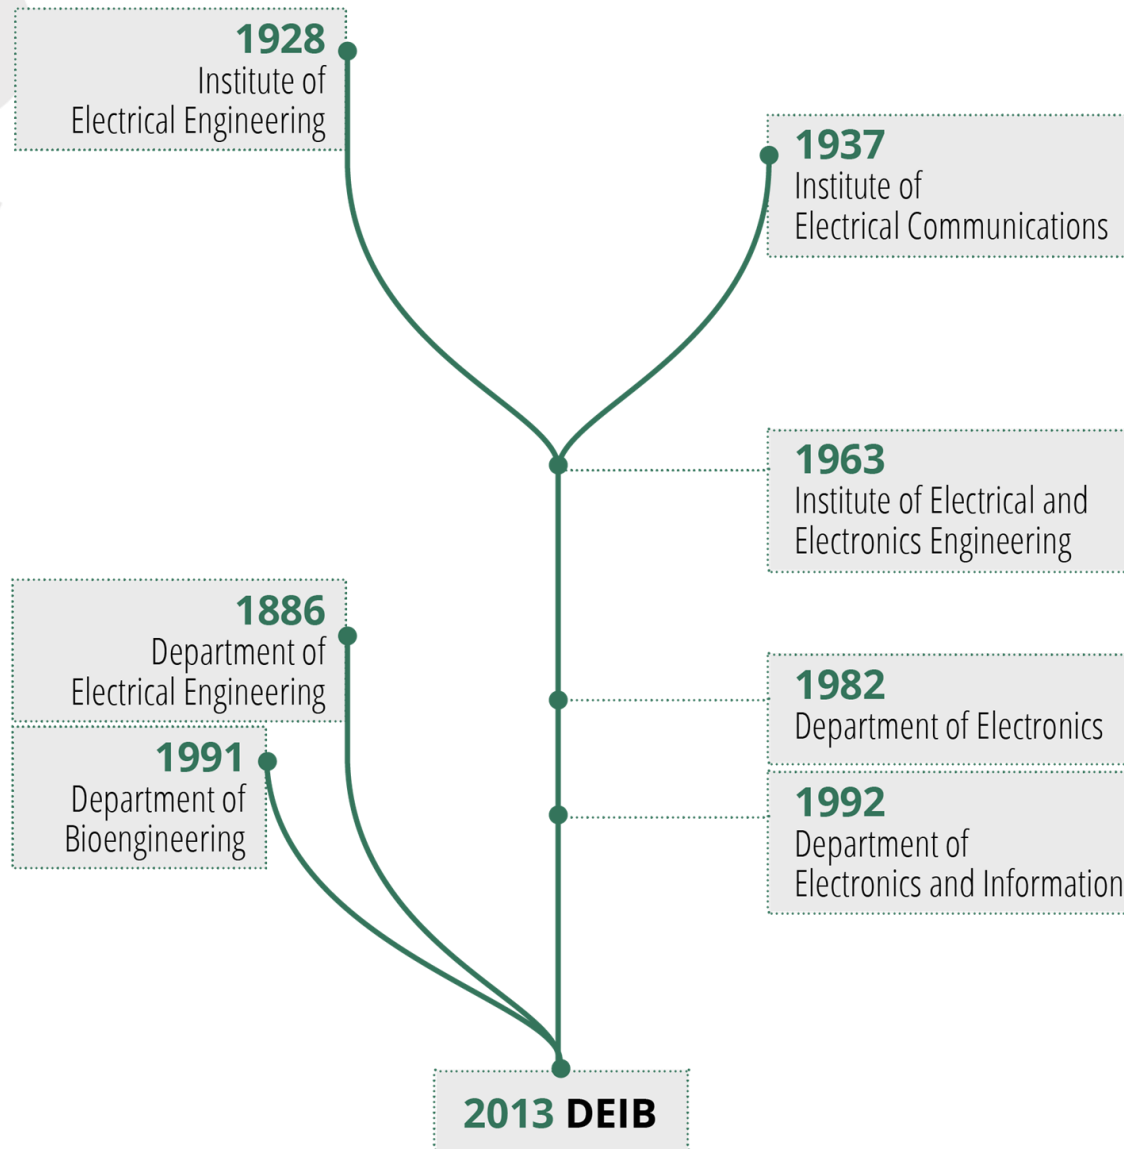 1928
Institute of
Electrical Engineering
1937
Institute of
Electrical Communications
1963
Institute of Electrical and
Electronics Engineering
1886
Department of
Electrical Engineering
1982
Department of Electronics
1991
Department of
Bioengineering
1992
Department of
Electronics and Information
2013 DEIB